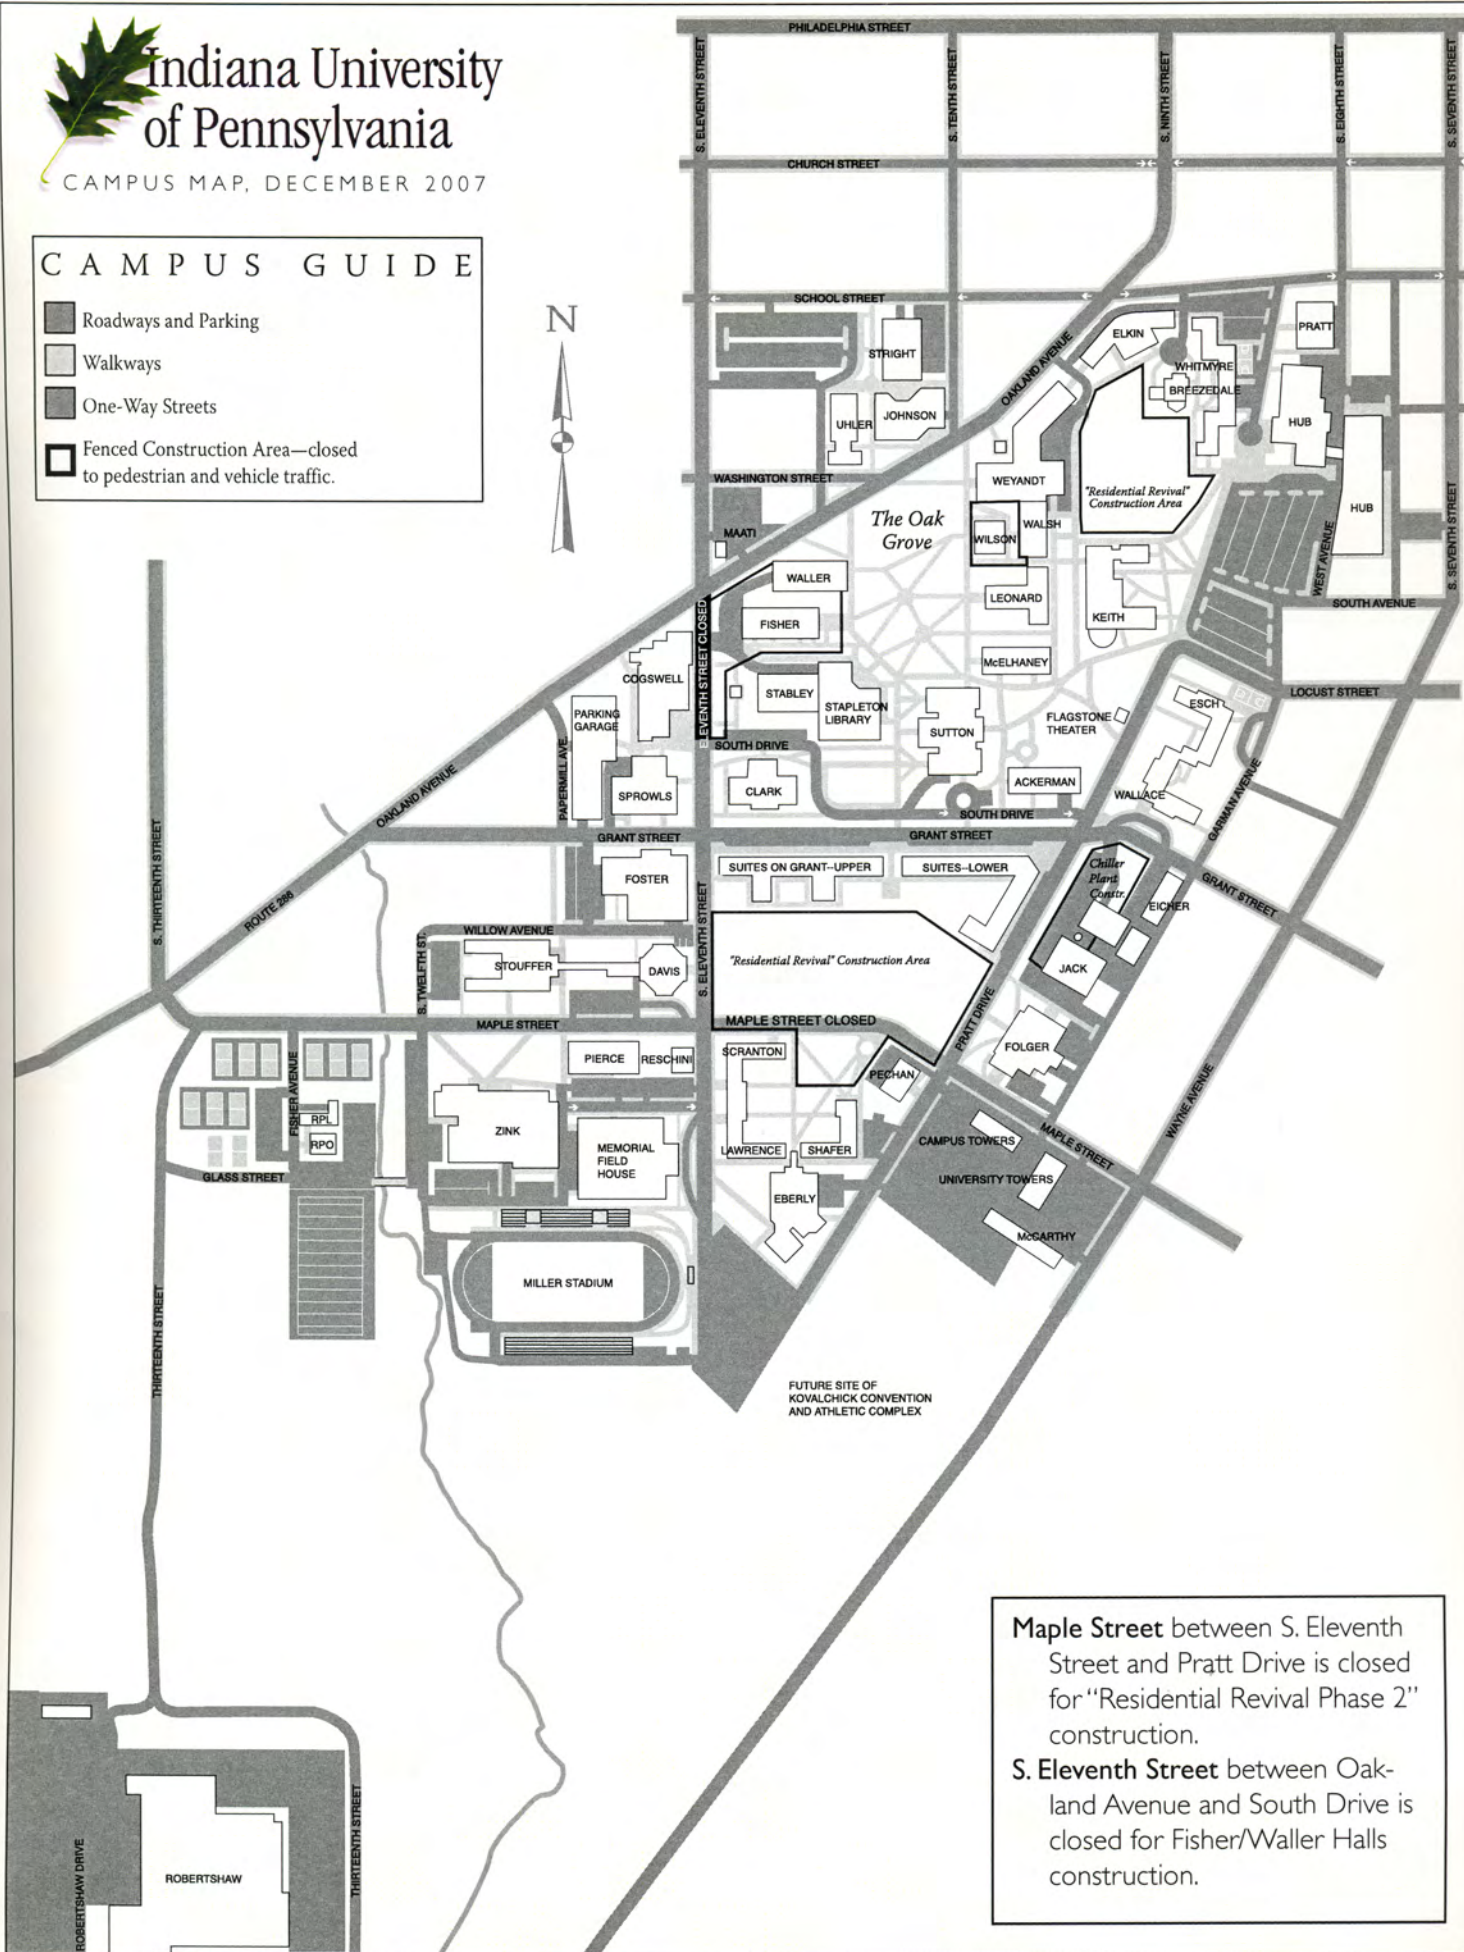 Indiana University
of Pennsylvania
CAMPUS MAP, DECEMBER 2007
CAMPUS GUIDE
Roadways and Parking
Walkways
One-Way Streets
Fenced Construction Area—closed
to pedestrian and vehicle traffic.
N
PHILADELPHIA STREET
S. ELEVENTH STREET
S. TENTH STREET
S. NINTH STREET
S. EIGHTH STREET
S. SEVENTH STREET
CHURCH STREET
SCHOOL STREET
STRIGHT
OAKLAND AVENUE
ELKIN
PRATT
WHITMYRE
BREEZEDALE
UHLER
JOHNSON
HUB
WASHINGTON STREET
WEYANDT
"Residential Revival"
Construction Area
HUB
The Oak
Grove
MAATI
WILSON
WALSH
WEST AVENUE
S. SEVENTH STREET
WALLER
LEONARD
KEITH
SOUTH AVENUE
FISHER
ELEVENTH STREET CLOSED
COGSWELL
McELHANEY
STABLEY
STAPLETON
LIBRARY
LOCUST STREET
ESCH
PARKING
GARAGE
FLAGSTONE
THEATER
SUTTON
SOUTH DRIVE
PAPERMILL AVE.
SPROWLS
CLARK
ACKERMAN
WALLACE
GARMAN AVENUE
OAKLAND AVENUE
SOUTH DRIVE
GRANT STREET
GRANT STREET
S. THIRTEENTH STREET
ROUTE 286
FOSTER
SUITES ON GRANT--UPPER
SUITES--LOWER
Chiller
Plant
Constr.
EICHER
GRANT STREET
S. ELEVENTH STREET
WILLOW AVENUE
STOUFFER
DAVIS
"Residential Revival" Construction Area
JACK
S. TWELFTH ST.
MAPLE STREET
MAPLE STREET CLOSED
PRATT DRIVE
FOLGER
PIERCE
RESCHINI
SCRANTON
PECHAN
FISHER AVENUE
RPL
RPO
ZINK
MEMORIAL
FIELD
HOUSE
LAWRENCE
SHAFER
CAMPUS TOWERS
MAPLE STREET
WAYNE AVENUE
GLASS STREET
EBERLY
UNIVERSITY TOWERS
McCARTHY
MILLER STADIUM
THIRTEENTH STREET
FUTURE SITE OF
KOVALCHICK CONVENTION
AND ATHLETIC COMPLEX
Maple Street between S. Eleventh
Street and Pratt Drive is closed
for "Residential Revival Phase 2"
construction.
S. Eleventh Street between Oak-
land Avenue and South Drive is
closed for Fisher/Waller Halls
construction.
ROBERTSHAW DRIVE
ROBERTSHAW
THIRTEENTH STREET